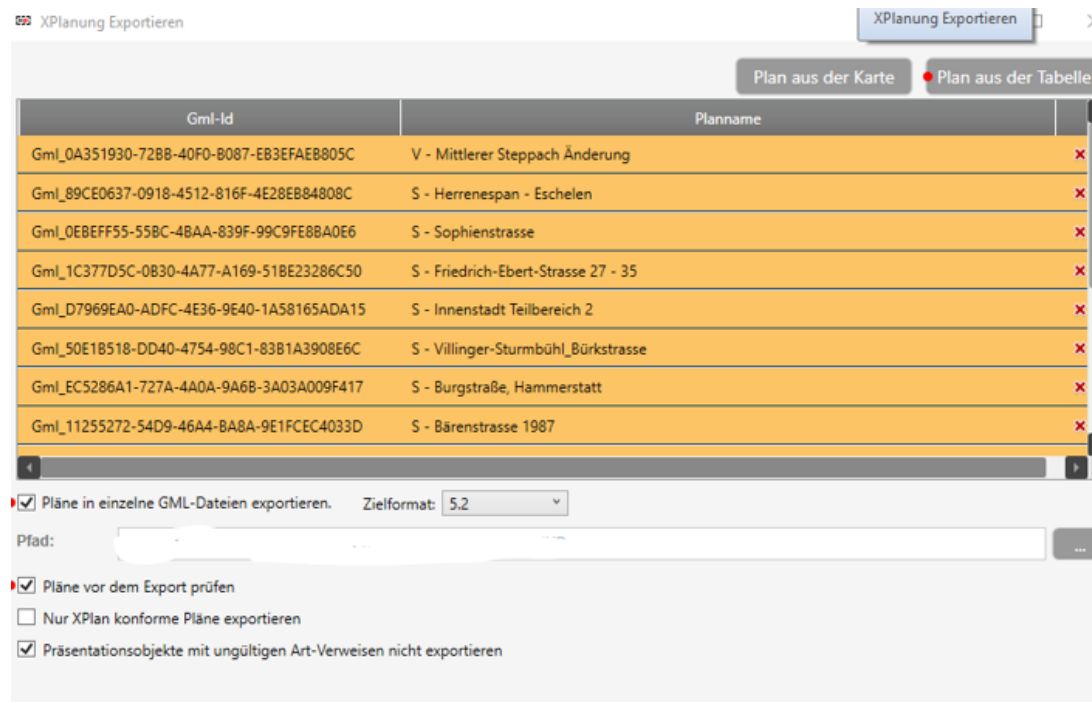 XPlanung Exportieren
XPlanung Exportieren
Plan aus der Karte
Plan aus der Tabelle
Gml-Id Planname
Gml_0A351930-72BB-40F0-B087-EB3EFAEB805C V - Mittlerer Steppach Änderung
Gml_89CE0637-0918-4512-816F-4E28EB84808C S - Herrenespan - Eschelen
Gml_0EBEFF55-55BC-4BAA-839F-99C9FE8BA0E6 S - Sophienstrasse
Gml_1C377D5C-0B30-4A77-A169-51BE23286C50 S - Friedrich-Ebert-Strasse 27 - 35
Gml_D7969EA0-ADFC-4E36-9E40-1A58165ADA15 S - Innenstadt Teilbereich 2
Gml_50E1B518-DD40-4754-98C1-83B1A3908E6C S - Villinger-Sturmbühl_Bürkstrasse
Gml_EC5286A1-727A-4A0A-9A6B-3A03A009F417 S - Burgstraße, Hammerstatt
Gml_11255272-54D9-46A4-BA8A-9E1FCEC4033D S - Bärenstrasse 1987
Pläne in einzelne GML-Dateien exportieren. Zielformat: 5.2
Pfad: ...
Pläne vor dem Export prüfen
Nur XPlan konforme Pläne exportieren
Präsentationsobjekte mit ungültigen Art-Verweisen nicht exportieren